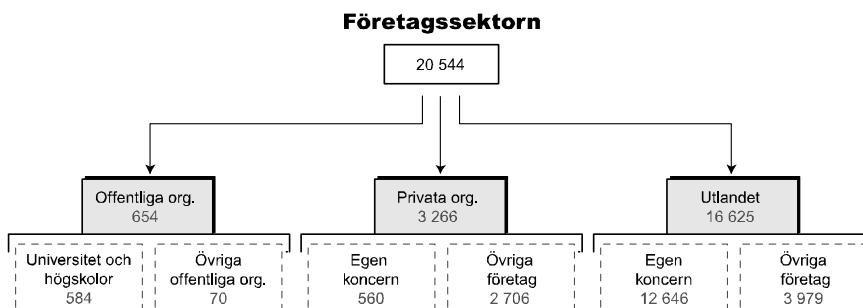 Företagssektorn
20 544
Offentliga org.
654
Privata org.
3 266
Utlandet
16 625
Universitet och
högskolor
584
Övriga
offentliga org.
70
Egen
koncern
560
Övriga
företag
2 706
Egen
koncern
12 646
Övriga
företag
3 979